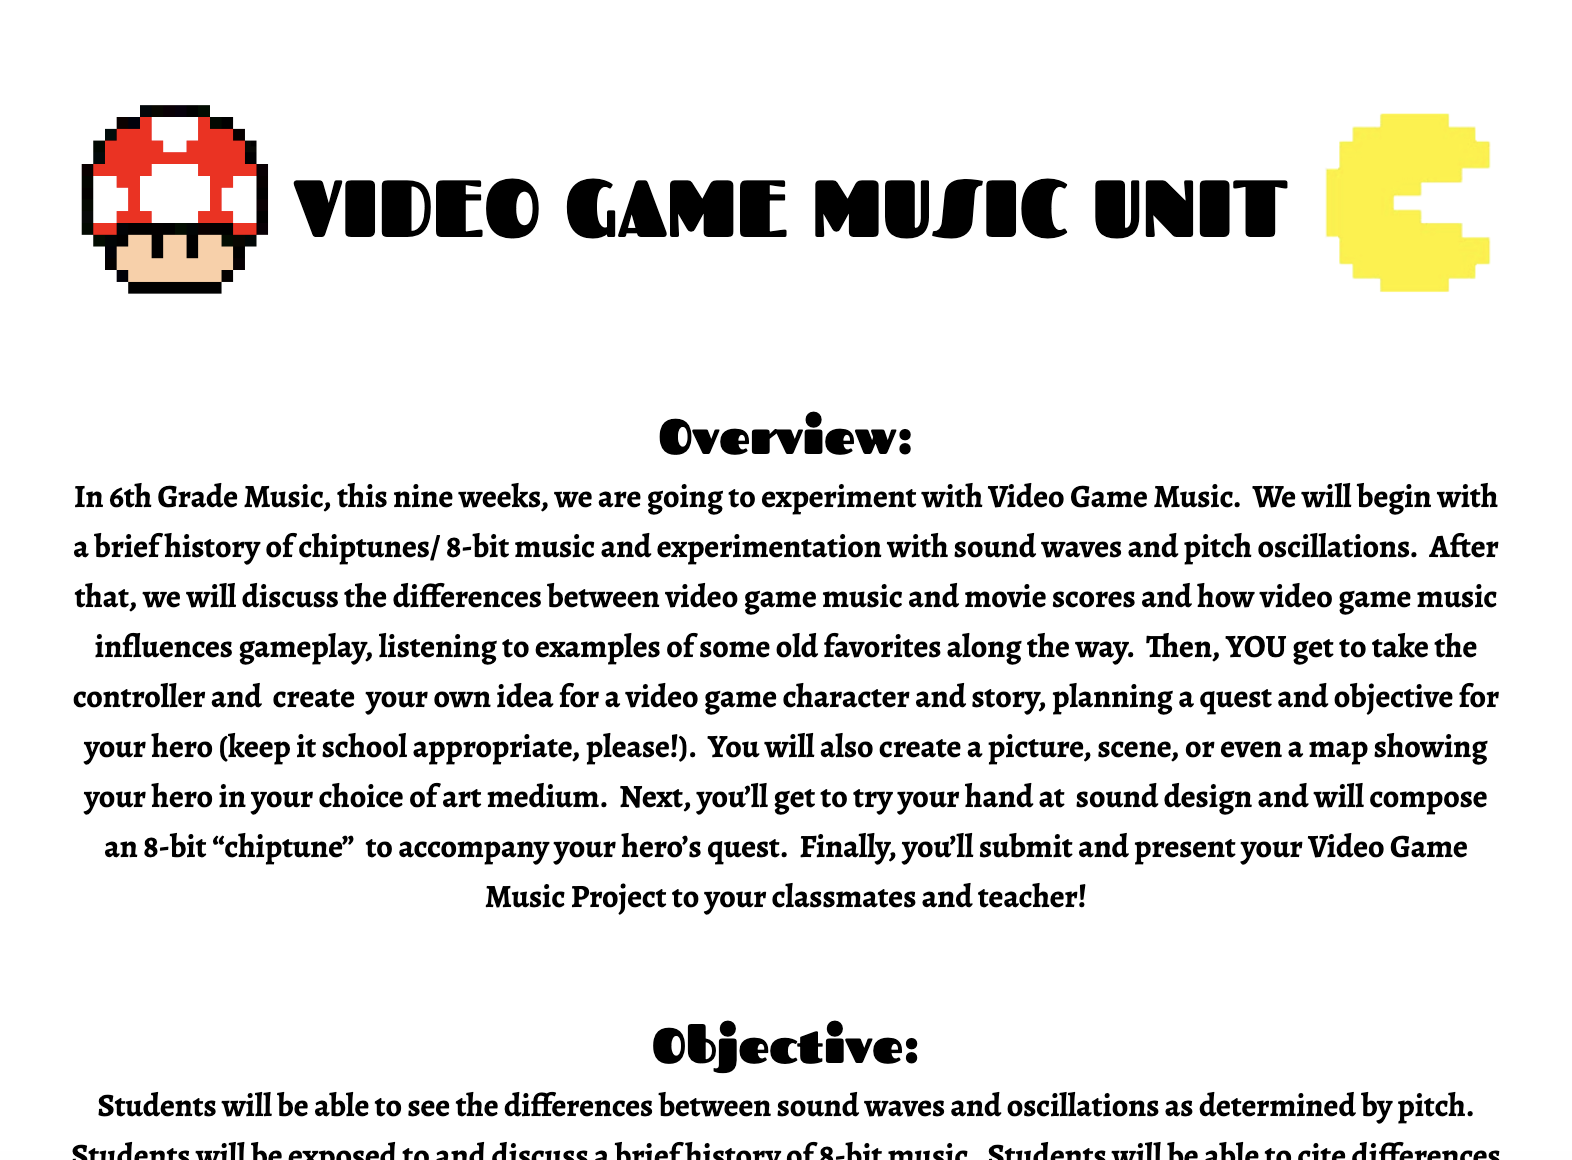 VIDEO GAME MUSIC UNIT
Overview:
In 6th Grade Music, this nine weeks, we are going to experiment with Video Game Music.  We will begin with
a brief history of chiptunes/ 8-bit music and experimentation with sound waves and pitch oscillations.  After
that, we will discuss the differences between video game music and movie scores and how video game music
influences gameplay, listening to examples of some old favorites along the way.  Then, YOU get to take the
controller and  create  your own idea for a video game character and story, planning a quest and objective for
your hero (keep it school appropriate, please!).  You will also create a picture, scene, or even a map showing
your hero in your choice of art medium.  Next, you’ll get to try your hand at  sound design and will compose
an 8-bit “chiptune”  to accompany your hero’s quest.  Finally, you’ll submit and present your Video Game
Music Project to your classmates and teacher!
Objective:
Students will be able to see the differences between sound waves and oscillations as determined by pitch.
Students will be exposed to and discuss a brief history of 8-bit music.  Students will be able to cite differences